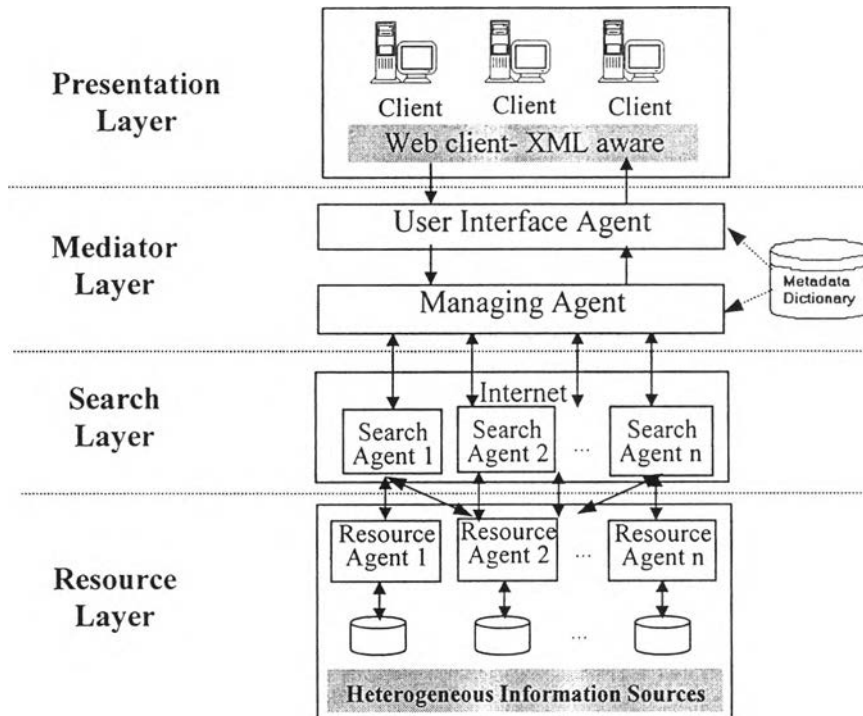 Presentation
Layer
Client
Client
Client
Web client- XML aware
Mediator
Layer
User Interface Agent
Managing Agent
Metadata
Dictionary
Search
Layer
Internet
Search
Agent 1
Search
Agent 2
...
Search
Agent n
Resource
Layer
Resource
Agent 1
Resource
Agent 2
...
Resource
Agent n
...
Heterogeneous Information Sources